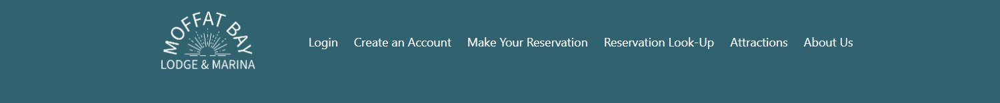 MOFFAT BAY
LODGE & MARINA
Login Create an Account Make Your Reservation Reservation Look-Up Attractions About Us